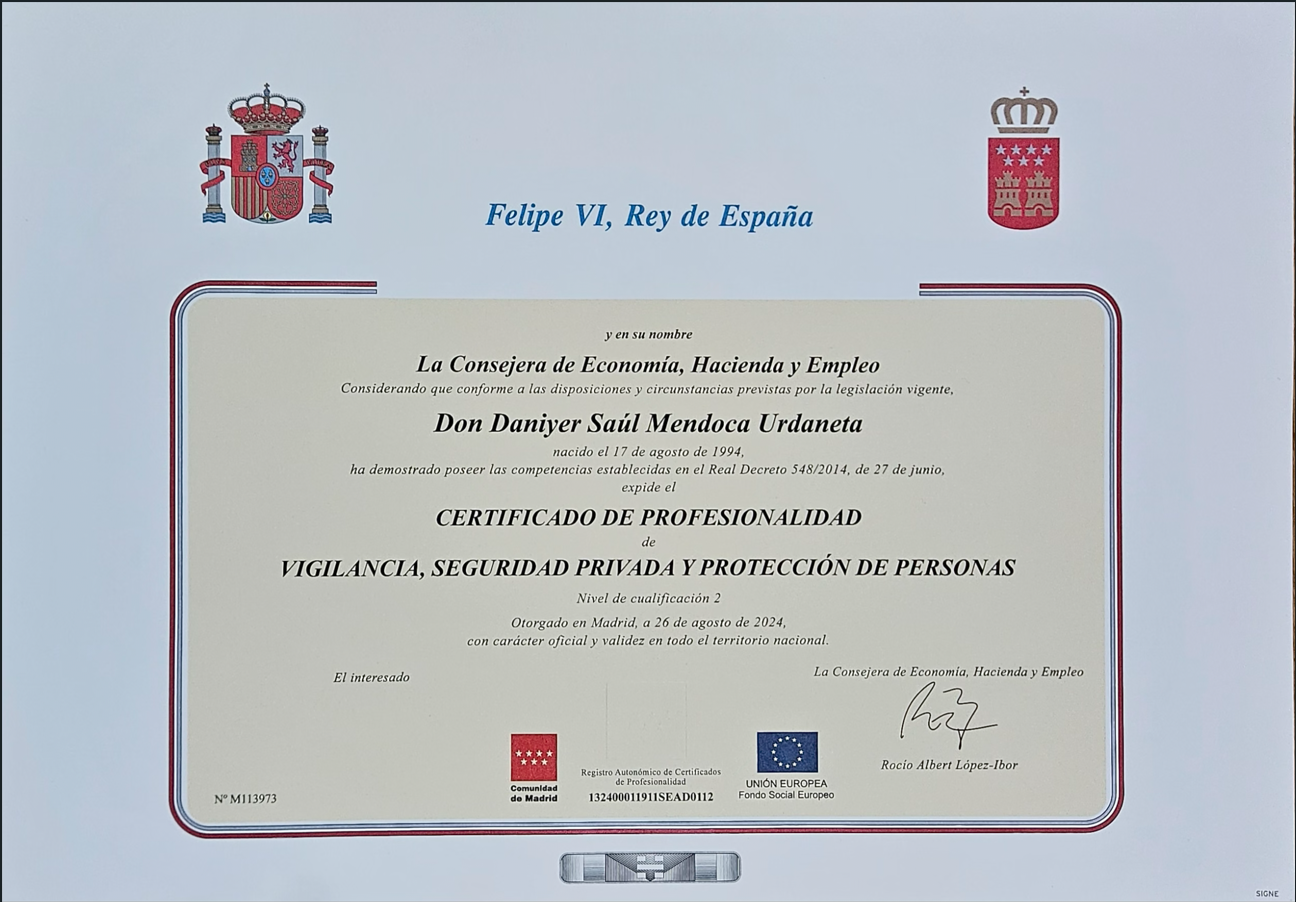 Felipe VI, Rey de España
y en su nombre
La Consejera de Economía, Hacienda y Empleo
Considerando que conforme a las disposiciones y circunstancias previstas por la legislación vigente,
Don Daniyer Saúl Mendoca Urdaneta
nacido el 17 de agosto de 1994,
ha demostrado poseer las competencias establecidas en el Real Decreto 548/2014, de 27 de junio,
expide el
CERTIFICADO DE PROFESIONALIDAD
de
VIGILANCIA, SEGURIDAD PRIVADA Y PROTECCIÓN DE PERSONAS
Nivel de cualificación 2
Otorgado en Madrid, a 26 de agosto de 2024,
con carácter oficial y validez en todo el territorio nacional.
El interesado
La Consejera de Economía, Hacienda y Empleo
Rocío Albert López-Ibor
Comunidad
de Madrid
Registro Autonómico de Certificados
de Profesionalidad
132400011911SEAD0112
UNIÓN EUROPEA
Fondo Social Europeo
Nº M113973
SIGNE